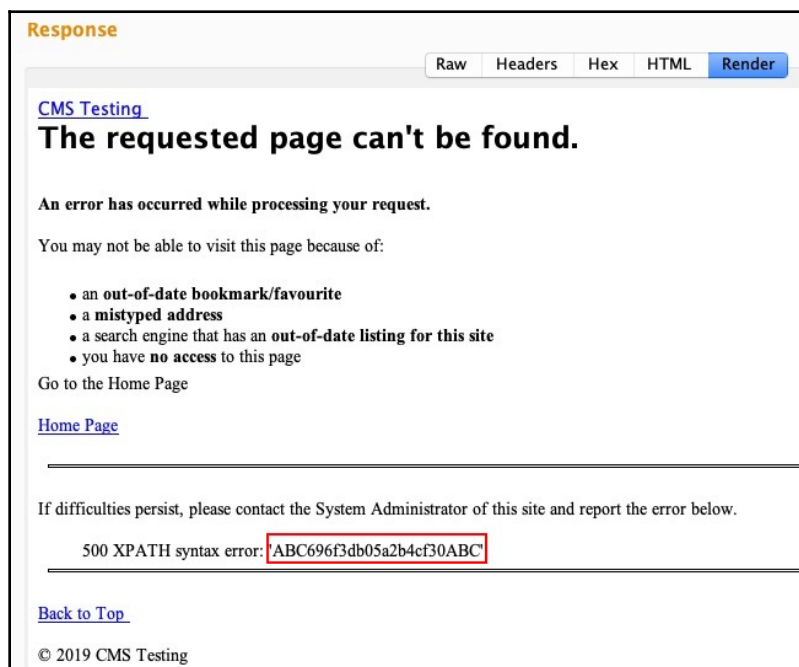 Response
Raw Headers Hex HTML Render
CMS Testing
The requested page can't be found.
An error has occurred while processing your request.
You may not be able to visit this page because of:
• an out-of-date bookmark/favourite
• a mistyped address
• a search engine that has an out-of-date listing for this site
• you have no access to this page
Go to the Home Page
Home Page
If difficulties persist, please contact the System Administrator of this site and report the error below.
500 XPATH syntax error: 'ABC696f3db05a2b4cf30ABC'
Back to Top
© 2019 CMS Testing